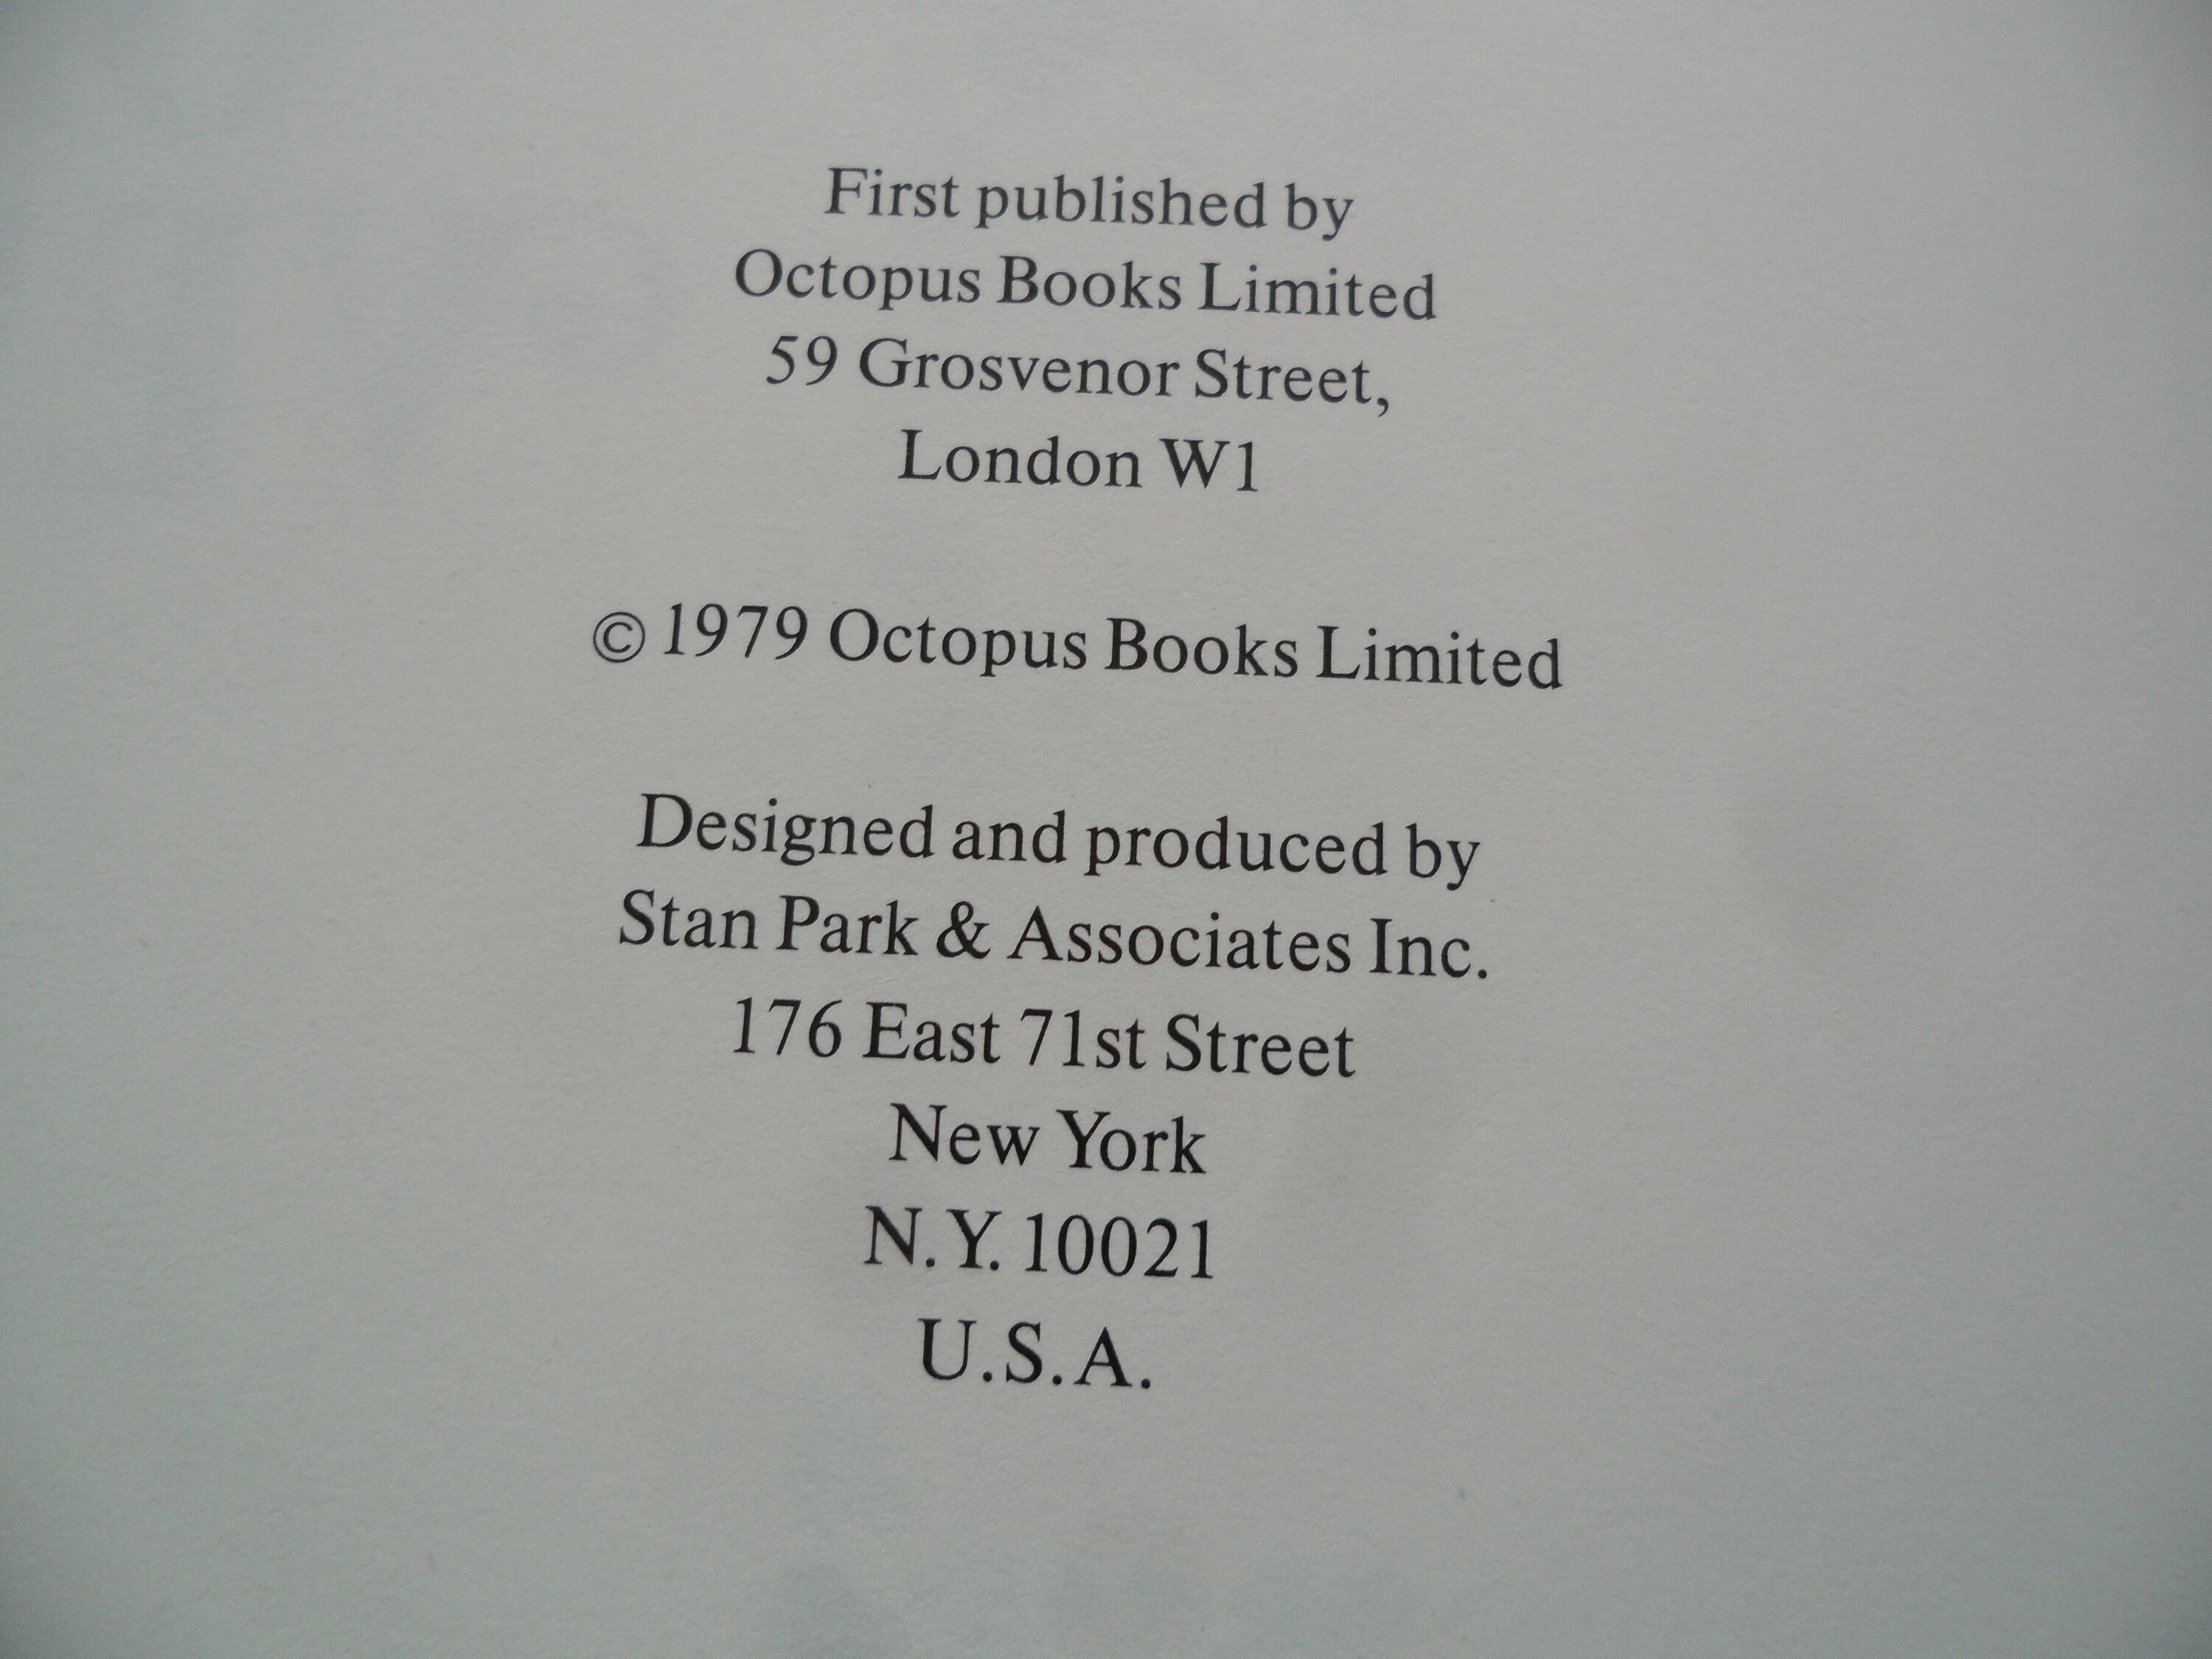 First published by
Octopus Books Limited
59 Grosvenor Street,
London W1
© 1979 Octopus Books Limited
Designed and produced by
Stan Park & Associates Inc.
176 East 71st Street
New York
N.Y. 10021
U.S.A.